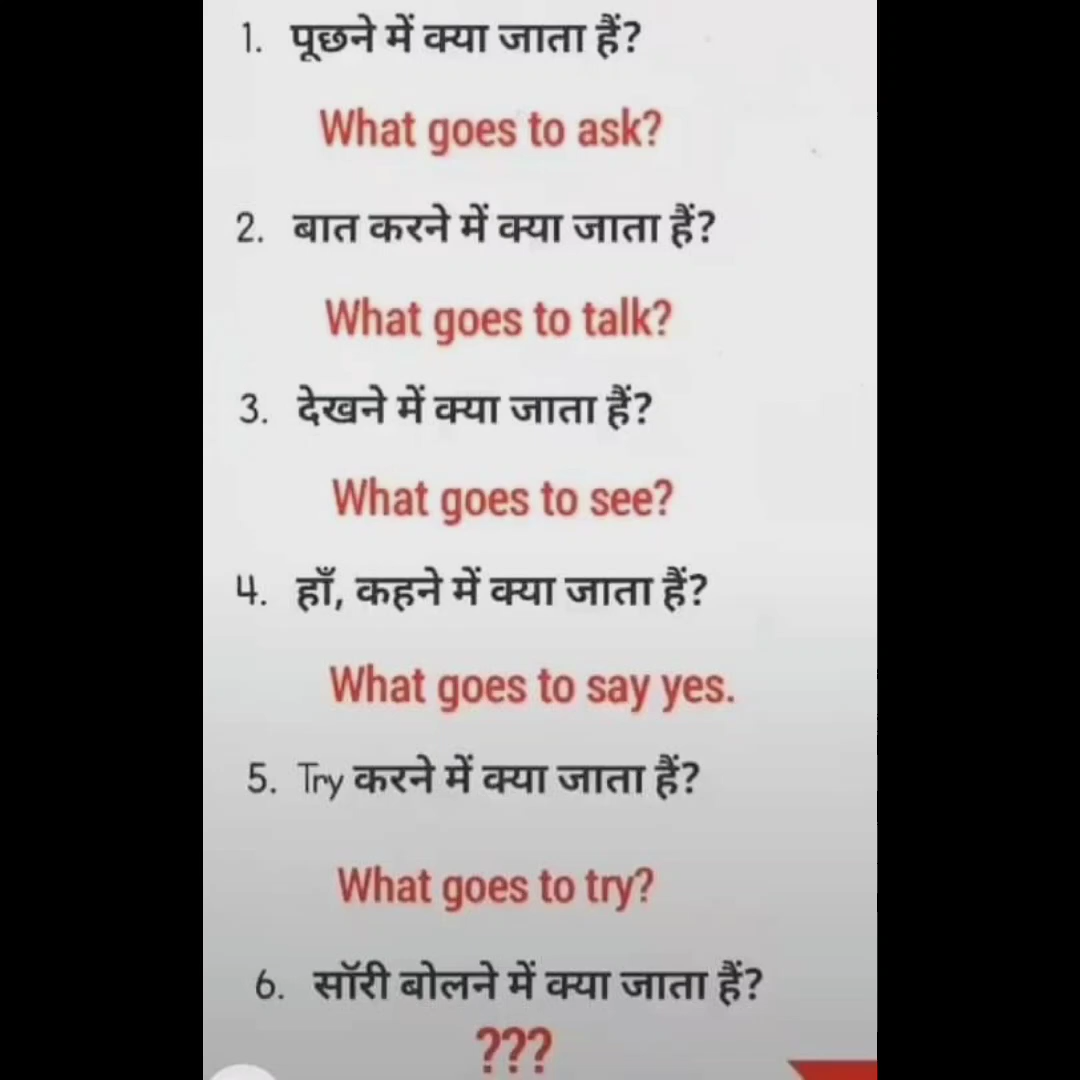 1. पूछने में क्या जाता हैं?
What goes to ask?
2. बात करने में क्या जाता हैं?
What goes to talk?
3. देखने में क्या जाता हैं?
What goes to see?
4. हाँ, कहने में क्या जाता हैं?
What goes to say yes.
5. Try करने में क्या जाता हैं?
What goes to try?
6. सॉरी बोलने में क्या जाता हैं?
???